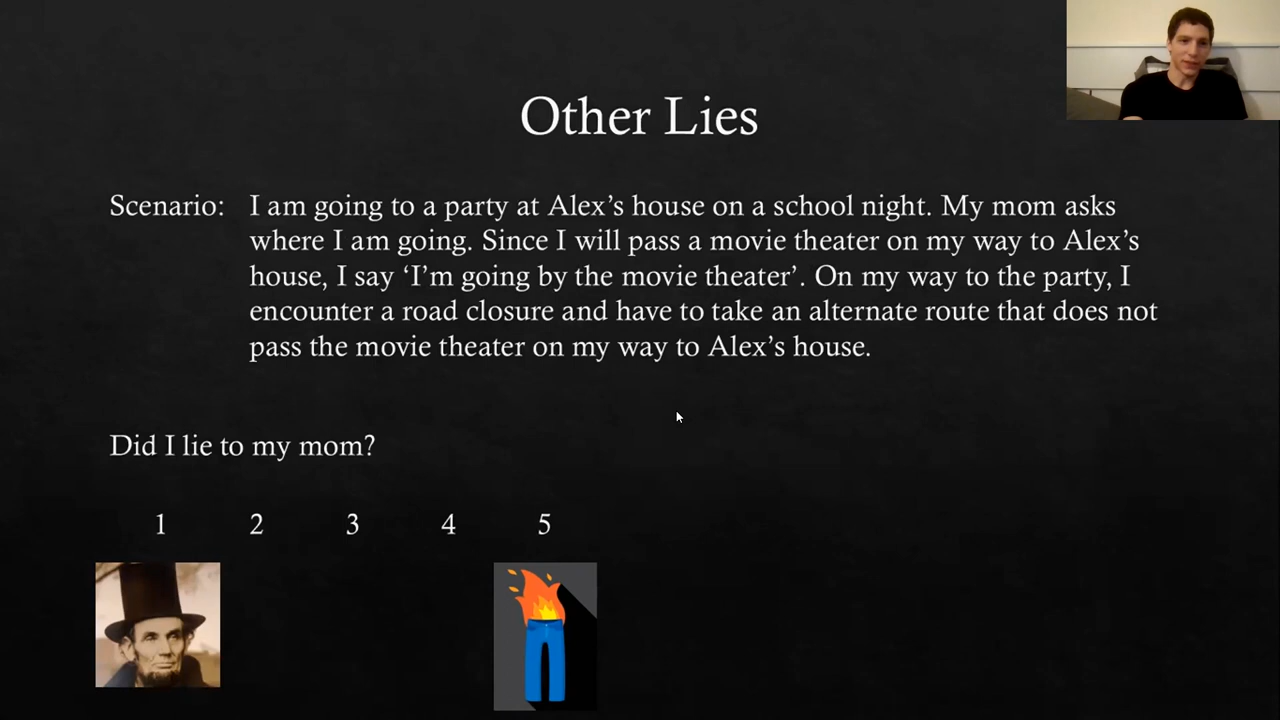 Other Lies
Scenario: I am going to a party at Alex’s house on a school night. My mom asks
where I am going. Since I will pass a movie theater on my way to Alex’s
house, I say ‘I’m going by the movie theater’. On my way to the party, I
encounter a road closure and have to take an alternate route that does not
pass the movie theater on my way to Alex’s house.
Did I lie to my mom?
1 2 3 4 5